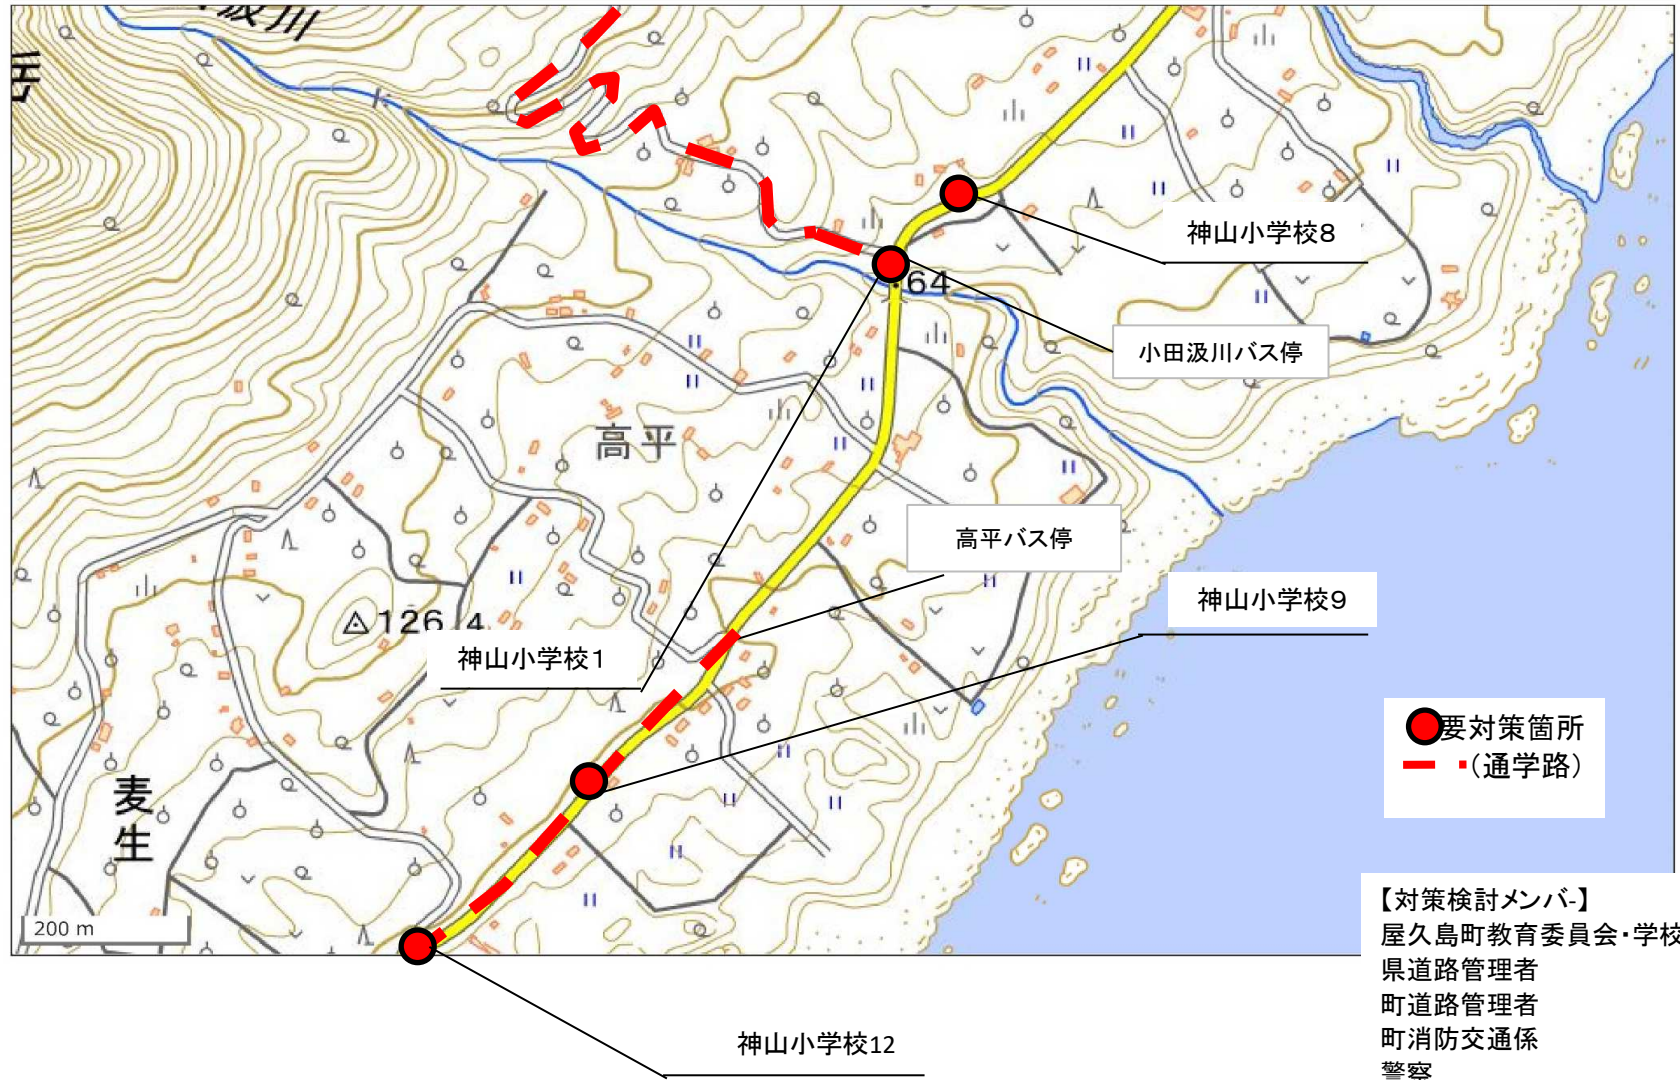 神山小学校8
64
小田汲川バス停
高平
高平バス停
神山小学校9
126.4
神山小学校1
要対策箇所
(通学路)
麦生
200 m
【対策検討メンバ-】
屋久島町教育委員会・学校
県道路管理者
町道路管理者
町消防交通係
警察
神山小学校12